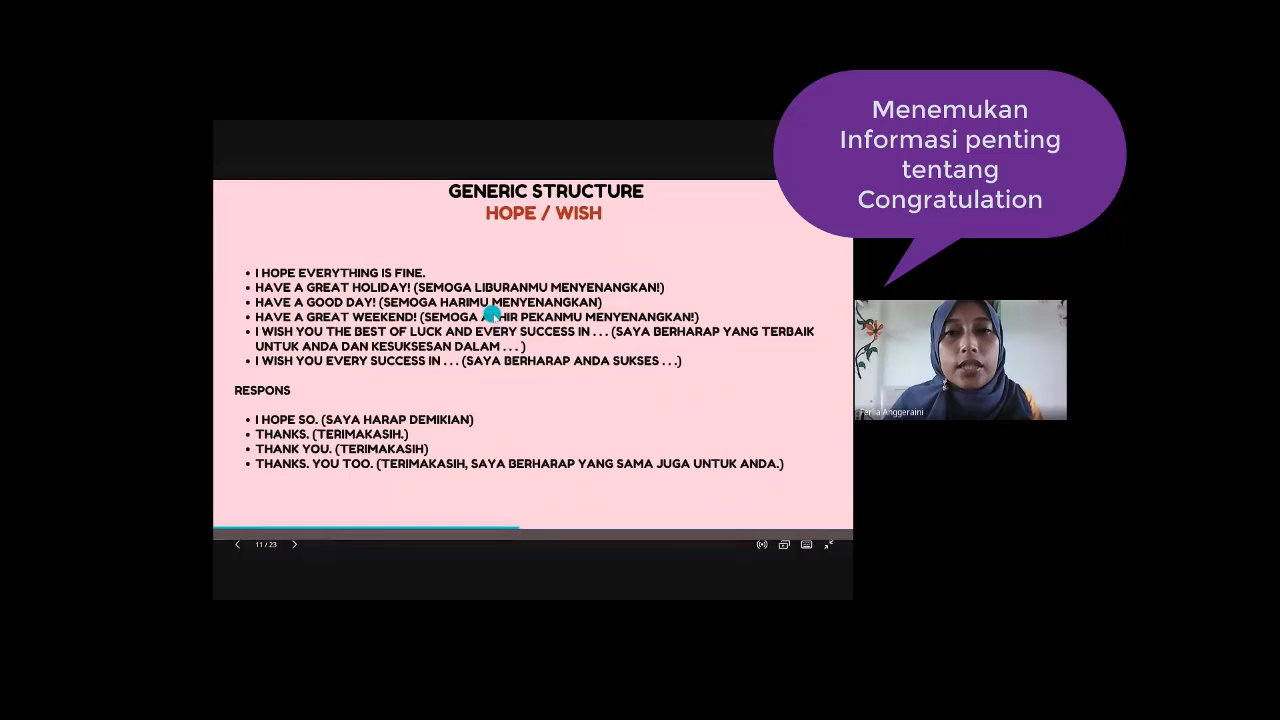 Menemukan
Informasi penting
tentang
Congratulation
GENERIC STRUCTURE
HOPE / WISH
• I HOPE EVERYTHING IS FINE.
• HAVE A GREAT HOLIDAY! (SEMOGA LIBURANMU MENYENANGKAN!)
• HAVE A GOOD DAY! (SEMOGA HARIMU MENYENANGKAN)
• HAVE A GREAT WEEKEND! (SEMOGA AKHIR PEKANMU MENYENANGKAN!)
• I WISH YOU THE BEST OF LUCK AND EVERY SUCCESS IN . . . (SAYA BERHARAP YANG TERBAIK
UNTUK ANDA DAN KESUKSESAN DALAM . . . )
• I WISH YOU EVERY SUCCESS IN . . . (SAYA BERHARAP ANDA SUKSES . . .)
RESPONS
• I HOPE SO. (SAYA HARAP DEMIKIAN)
• THANKS. (TERIMAKASIH.)
• THANK YOU. (TERIMAKASIH)
• THANKS. YOU TOO. (TERIMAKASIH, SAYA BERHARAP YANG SAMA JUGA UNTUK ANDA.)
11 / 23
Anggeraini